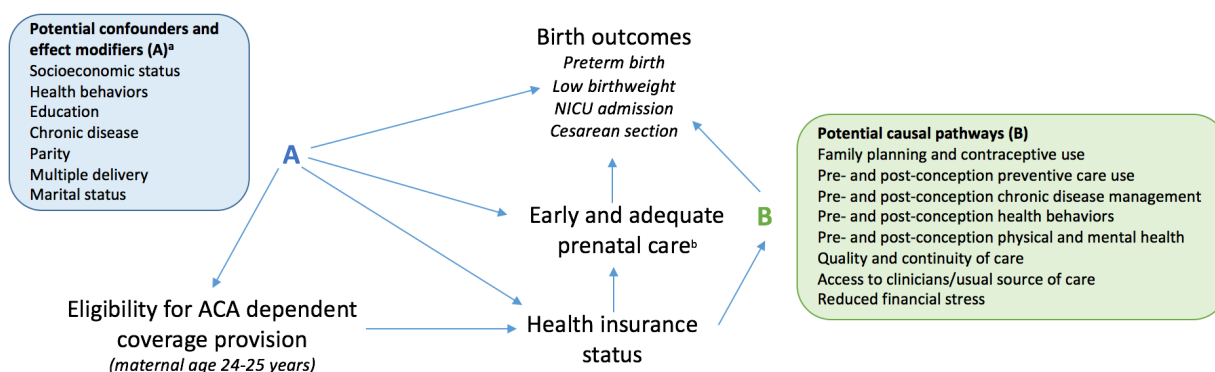 Potential confounders and
effect modifiers (A)ᵃ
Socioeconomic status
Health behaviors
Education
Chronic disease
Parity
Multiple delivery
Marital status
Birth outcomes
Preterm birth
Low birthweight
NICU admission
Cesarean section
A
Early and adequate
prenatal careᵇ
B
Potential causal pathways (B)
Family planning and contraceptive use
Pre- and post-conception preventive care use
Pre- and post-conception chronic disease management
Pre- and post-conception health behaviors
Pre- and post-conception physical and mental health
Quality and continuity of care
Access to clinicians/usual source of care
Reduced financial stress
Eligibility for ACA dependent
coverage provision
(maternal age 24-25 years)
Health insurance
status